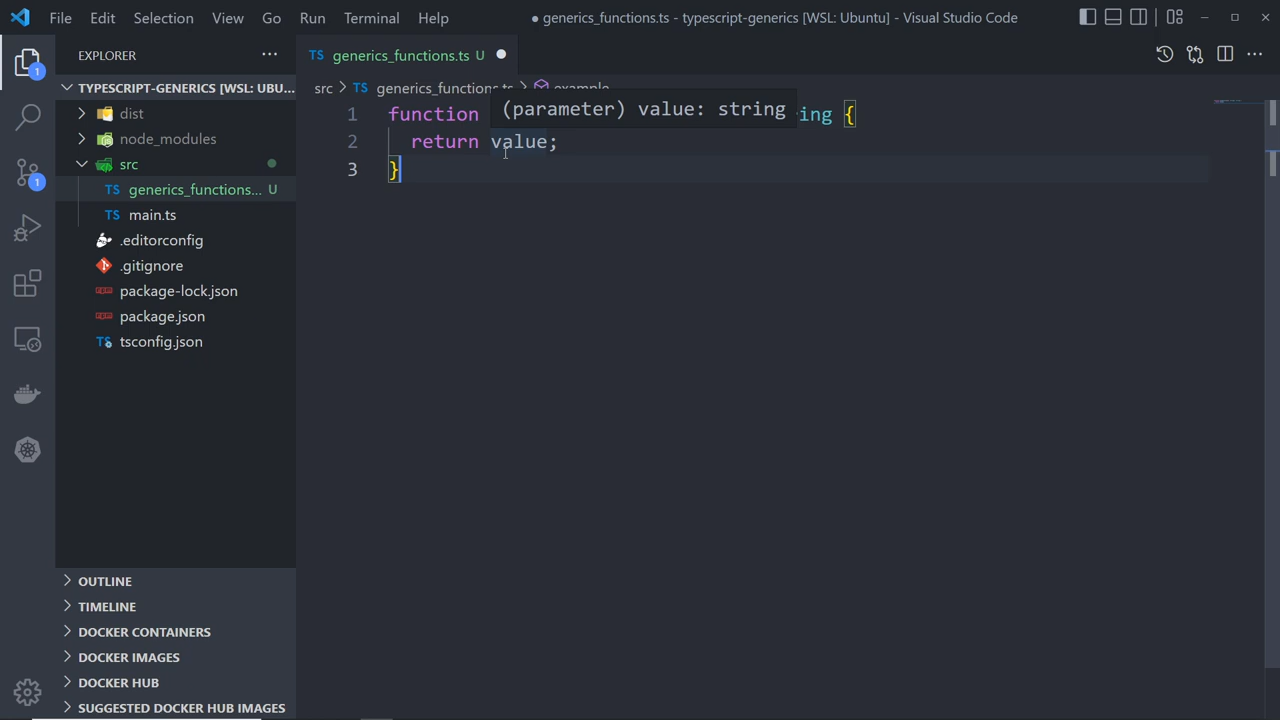 File Edit Selection View Go Run Terminal Help
● generics_functions.ts - typescript-generics [WSL: Ubuntu] - Visual Studio Code
EXPLORER
TYPESCRIPT-GENERICS [WSL: UBU...
dist
node_modules
src
TS generics_functions... U
TS main.ts
.editorconfig
.gitignore
package-lock.json
package.json
TS tsconfig.json
OUTLINE
TIMELINE
DOCKER CONTAINERS
DOCKER IMAGES
DOCKER HUB
SUGGESTED DOCKER HUB IMAGES
1
1
TS generics_functions.ts U
src > TS generics_functions.ts > example
(parameter) value: string
1 function ing {
2 return value;
3 }